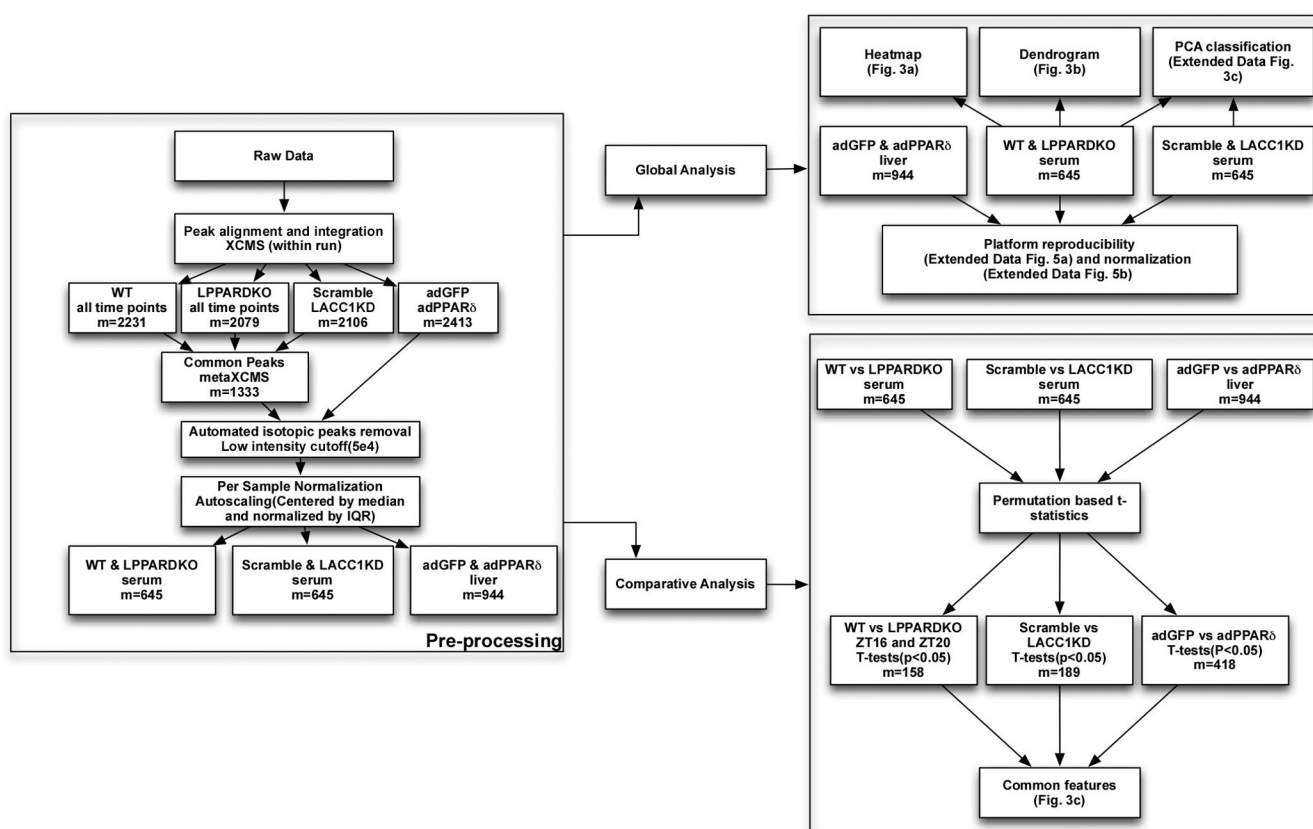 Raw Data
Peak alignment and integration
XCMS (within run)
WT
all time points
m=2231
LPPARDKO
all time points
m=2079
Scramble
LACC1KD
m=2106
adGFP
adPPARδ
m=2413
Common Peaks
metaXCMS
m=1333
Automated isotopic peaks removal
Low intensity cutoff(5e4)
Per Sample Normalization
Autoscaling(Centered by median
and normalized by IQR)
WT & LPPARDKO
serum
m=645
Scramble & LACC1KD
serum
m=645
adGFP & adPPARδ
liver
m=944
Pre-processing
Global Analysis
Comparative Analysis
Heatmap
(Fig. 3a)
Dendrogram
(Fig. 3b)
PCA classification
(Extended Data Fig.
3c)
adGFP & adPPARδ
liver
m=944
WT & LPPARDKO
serum
m=645
Scramble & LACC1KD
serum
m=645
Platform reproducibility
(Extended Data Fig. 5a) and normalization
(Extended Data Fig. 5b)
WT vs LPPARDKO
serum
m=645
Scramble vs LACC1KD
serum
m=645
adGFP vs adPPARδ
liver
m=944
Permutation based t-
statistics
WT vs LPPARDKO
ZT16 and ZT20
T-tests(p<0.05)
m=158
Scramble vs
LACC1KD
T-tests(p<0.05)
m=189
adGFP vs adPPARδ
T-tests(P<0.05)
m=418
Common features
(Fig. 3c)